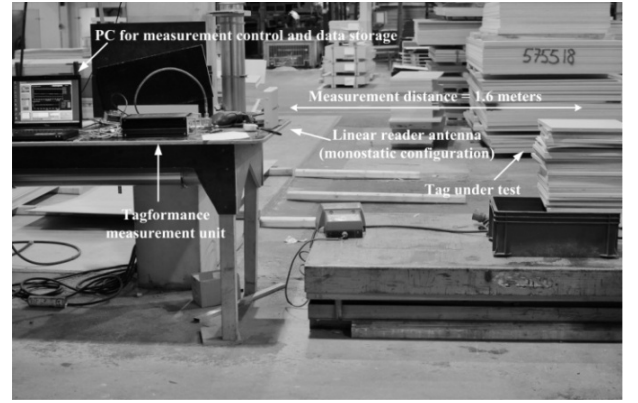 PC for measurement control and data storage
575518
Measurement distance = 1.6 meters
Linear reader antenna
(monostatic configuration)
Tag under test
Tagformance
measurement unit